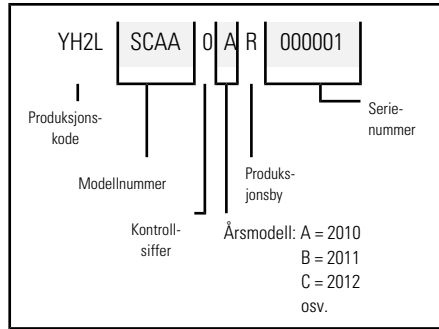 YH2L SCAA 0 A R 000001
Produksjons-
kode
Serie-
nummer
Modellnummer
Produks-
jonsby
Kontroll-
siffer
Årsmodell: A = 2010
B = 2011
C = 2012
osv.